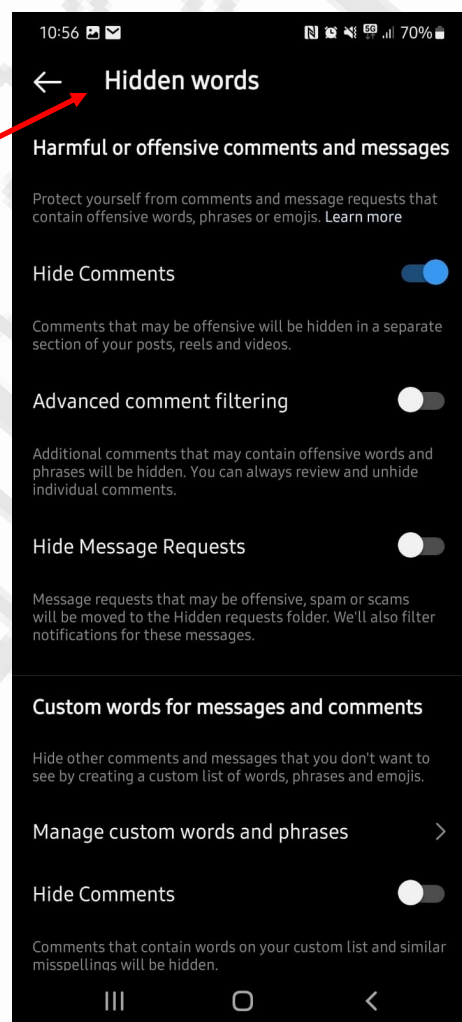 10:56 70%
Hidden words
Harmful or offensive comments and messages
Protect yourself from comments and message requests that
contain offensive words, phrases or emojis. Learn more
Hide Comments
Comments that may be offensive will be hidden in a separate
section of your posts, reels and videos.
Advanced comment filtering
Additional comments that may contain offensive words and
phrases will be hidden. You can always review and unhide
individual comments.
Hide Message Requests
Message requests that may be offensive, spam or scams
will be moved to the Hidden requests folder. We'll also filter
notifications for these messages.
Custom words for messages and comments
Hide other comments and messages that you don't want to
see by creating a custom list of words, phrases and emojis.
Manage custom words and phrases
Hide Comments
Comments that contain words on your custom list and similar
misspellings will be hidden.